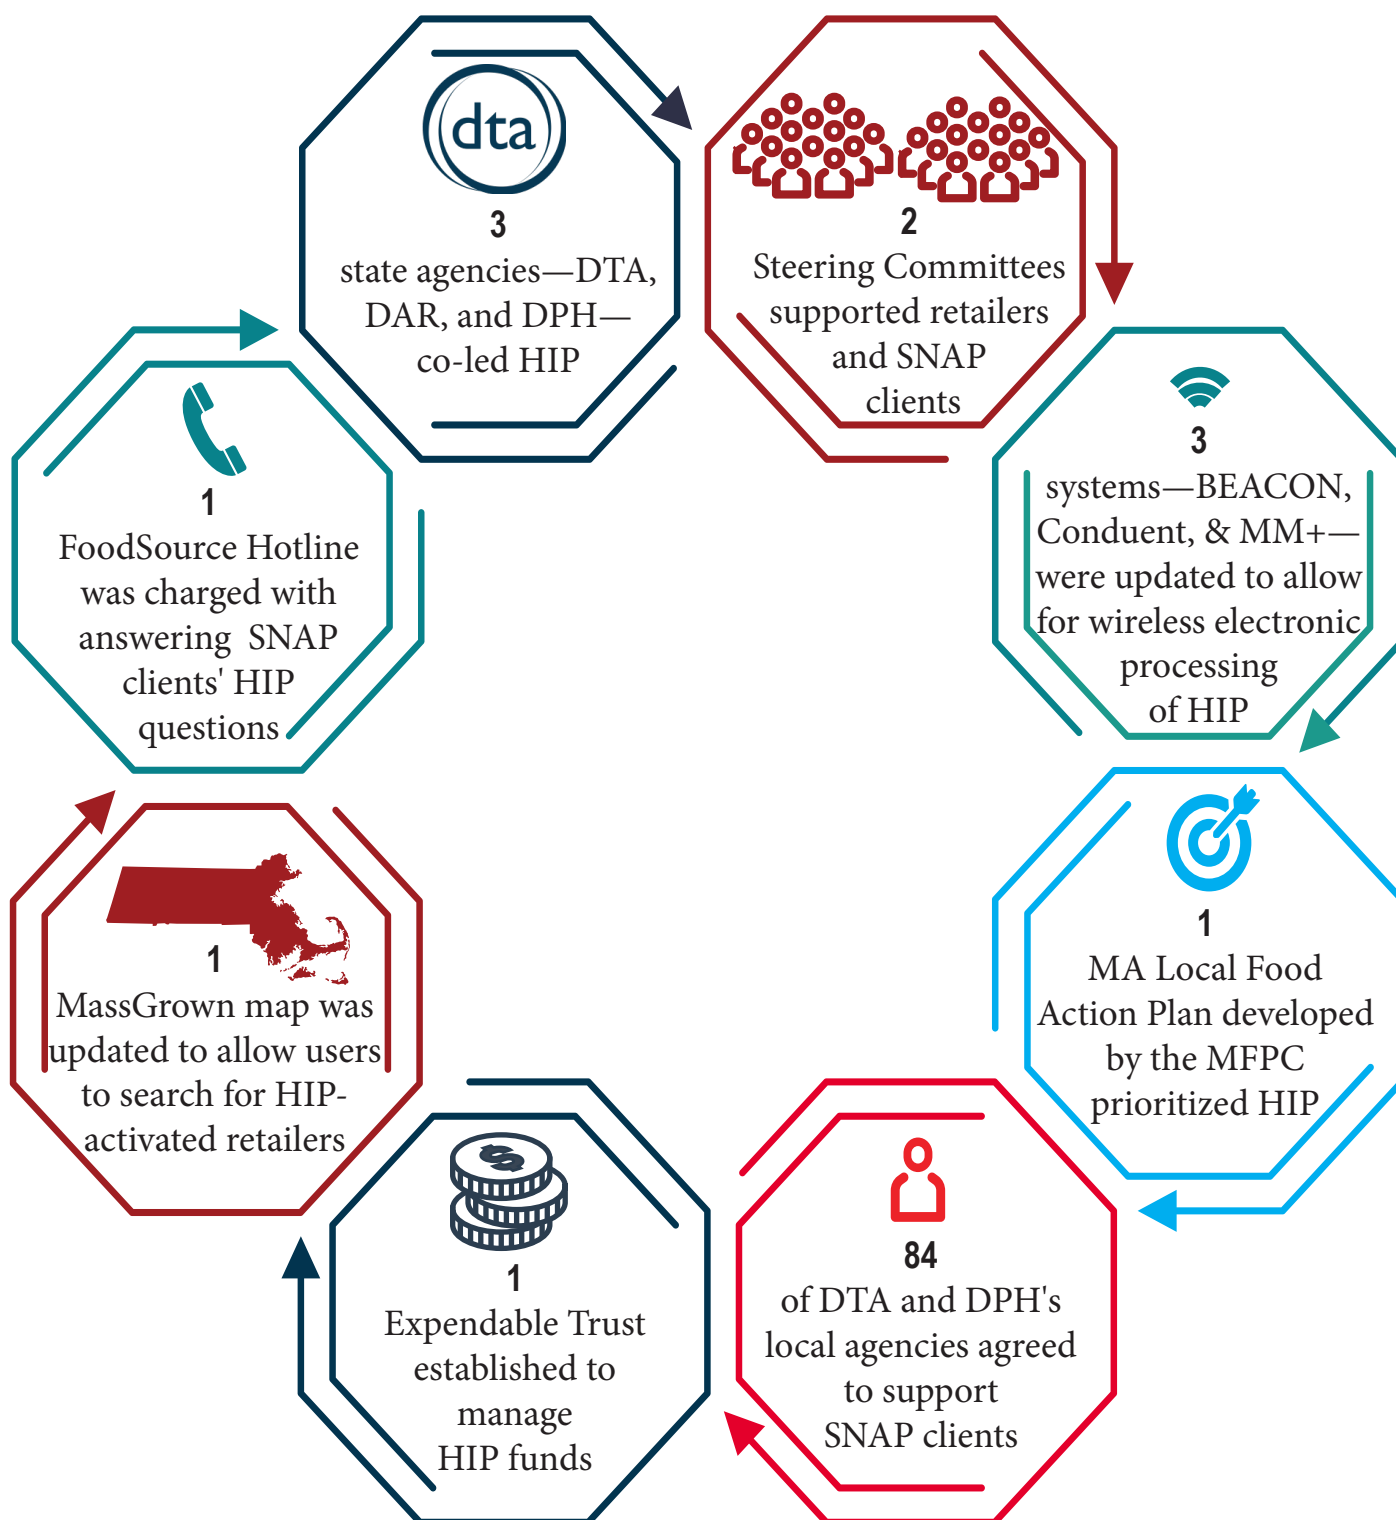 dta
3
state agencies—DTA,
DAR, and DPH—
co-led HIP
2
Steering Committees
supported retailers
and SNAP
clients
3
systems—BEACON,
Conduent, & MM+—
were updated to allow
for wireless electronic
processing
of HIP
1
MA Local Food
Action Plan developed
by the MFPC
prioritized HIP
84
of DTA and DPH's
local agencies agreed
to support
SNAP clients
$
1
Expendable Trust
established to
manage
HIP funds
1
MassGrown map was
updated to allow users
to search for HIP-
activated retailers
1
FoodSource Hotline
was charged with
answering SNAP
clients' HIP
questions